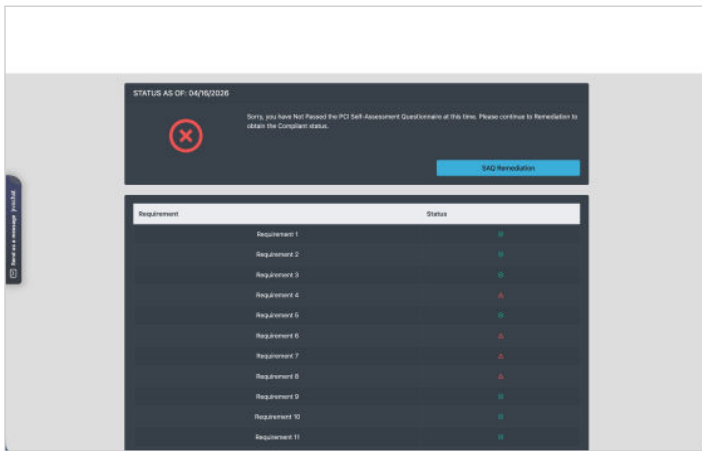 STATUS AS OF: 04/16/2026
Sorry, you have Not Passed the PCI Self-Assessment Questionnaire at this time. Please continue to Remediation to
obtain the Compliant status.
SAQ Remediation
Send us a message
Requirement Status
Requirement 1
Requirement 2
Requirement 3
Requirement 4
Requirement 5
Requirement 6
Requirement 7
Requirement 8
Requirement 9
Requirement 10
Requirement 11